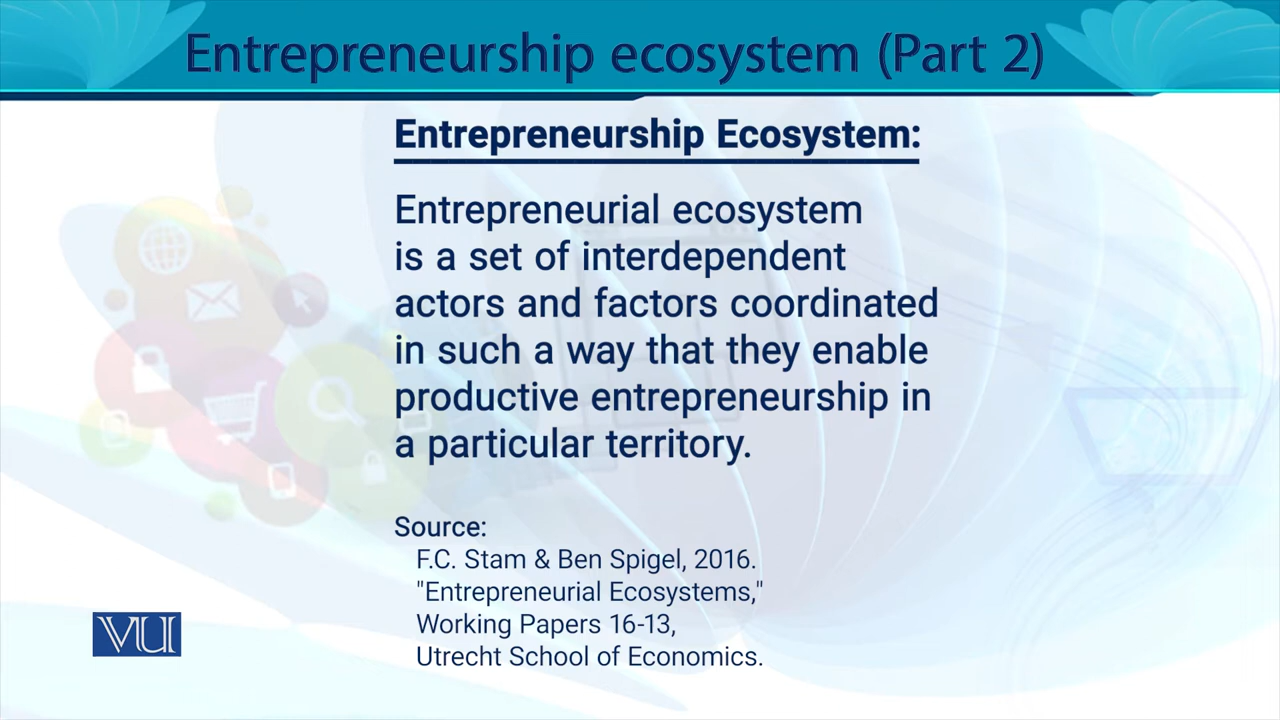 Entrepreneurship ecosystem (Part 2)
Entrepreneurship Ecosystem:
Entrepreneurial ecosystem
is a set of interdependent
actors and factors coordinated
in such a way that they enable
productive entrepreneurship in
a particular territory.
Source:
F.C. Stam & Ben Spigel, 2016.
"Entrepreneurial Ecosystems,"
Working Papers 16-13,
Utrecht School of Economics.
VU